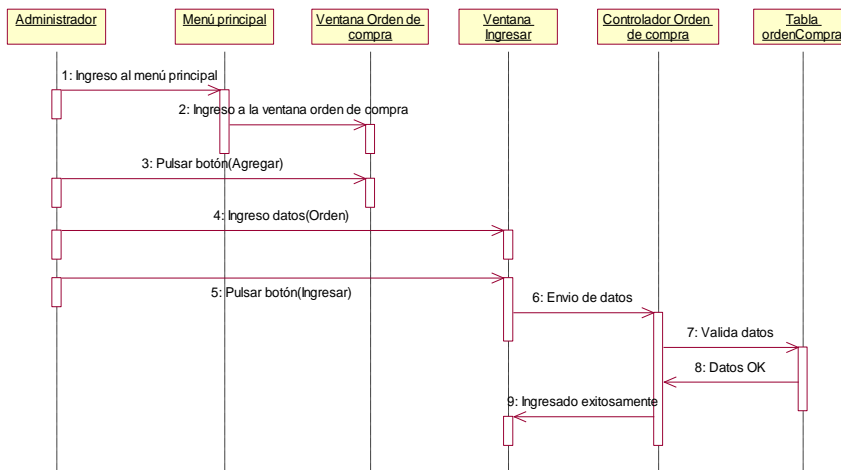 Administrador
Menú principal
Ventana Orden de
compra
Ventana
Ingresar
Controlador Orden
de compra
Tabla
ordenCompra
1: Ingreso al menú principal
2: Ingreso a la ventana orden de compra
3: Pulsar botón(Agregar)
4: Ingreso datos(Orden)
5: Pulsar botón(Ingresar)
6: Envio de datos
7: Valida datos
8: Datos OK
9: Ingresado exitosamente